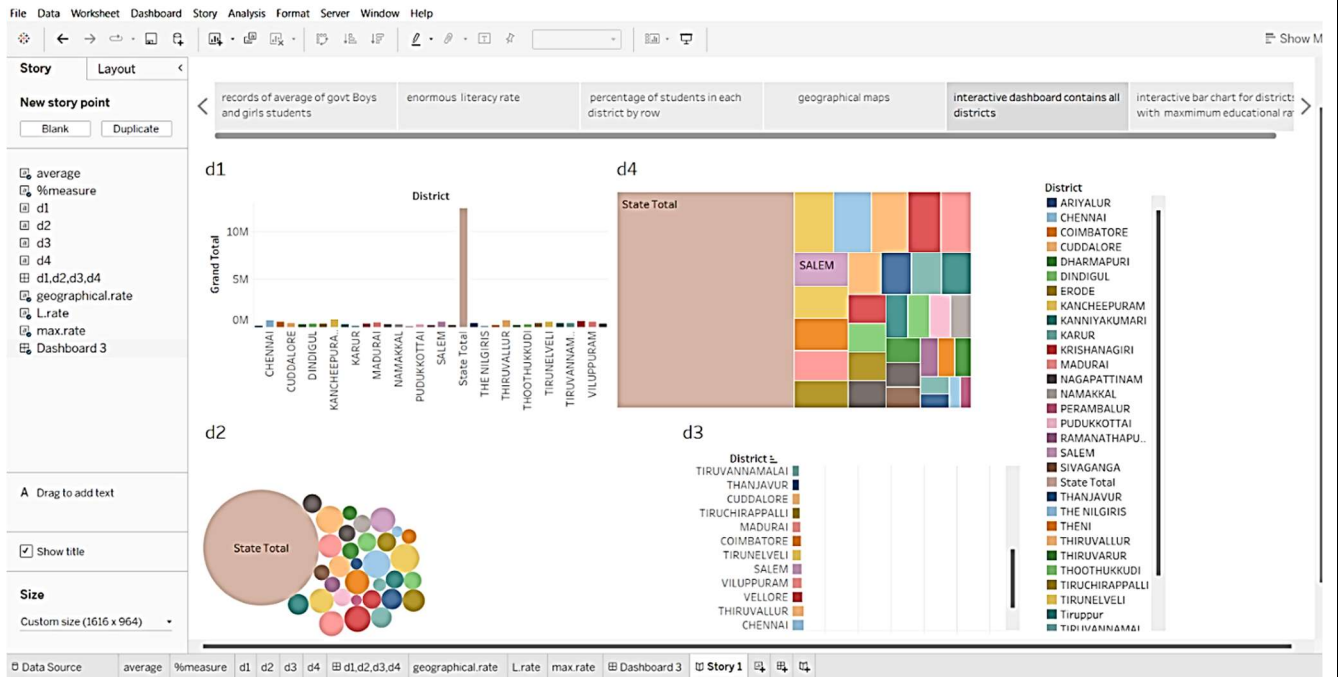 File Data Worksheet Dashboard Story Analysis Format Server Window Help
Show M
Story Layout
New story point
Blank Duplicate
average
%measure
d1
d2
d3
d4
d1,d2,d3,d4
geographical.rate
L.rate
max.rate
Dashboard 3
A Drag to add text
Show title
Size
Custom size (1616 x 964)
records of average of govt Boys
and girls students
enormous literacy rate
percentage of students in each
district by row
geographical maps
interactive dashboard contains all
districts
interactive bar chart for districts
with maxmimum educational ra
d1
District
Grand Total
10M
5M
0M
CHENNAI
CUDDALORE
DINDIGUL
KANCHEEPURA..
KARUR
MADURAI
NAMAKKAL
PUDUKKOTTAI
SALEM
State Total
THE NILGIRIS
THIRUVALLUR
THOOTHUKKUDI
TIRUNELVELI
TIRUVANNAM..
VILUPPURAM
d4
State Total
SALEM
d2
State Total
d3
District
TIRUVANNAMALAI
THANJAVUR
CUDDALORE
TIRUCHIRAPPALLI
MADURAI
COIMBATORE
TIRUNELVELI
SALEM
VILUPPURAM
VELLORE
THIRUVALLUR
CHENNAI
District
ARIYALUR
CHENNAI
COIMBATORE
CUDDALORE
DHARMAPURI
DINDIGUL
ERODE
KANCHEEPURAM
KANNIYAKUMARI
KARUR
KRISHANAGIRI
MADURAI
NAGAPATTINAM
NAMAKKAL
PERAMBALUR
PUDUKKOTTAI
RAMANATHAPU..
SALEM
SIVAGANGA
State Total
THANJAVUR
THE NILGIRIS
THENI
THIRUVALLUR
THIRUVARUR
THOOTHUKKUDI
TIRUCHIRAPPALLI
TIRUNELVELI
Tiruppur
TIRUVANNAMAL
Data Source average %measure d1 d2 d3 d4 d1,d2,d3,d4 geographical.rate L.rate max.rate Dashboard 3 Story 1